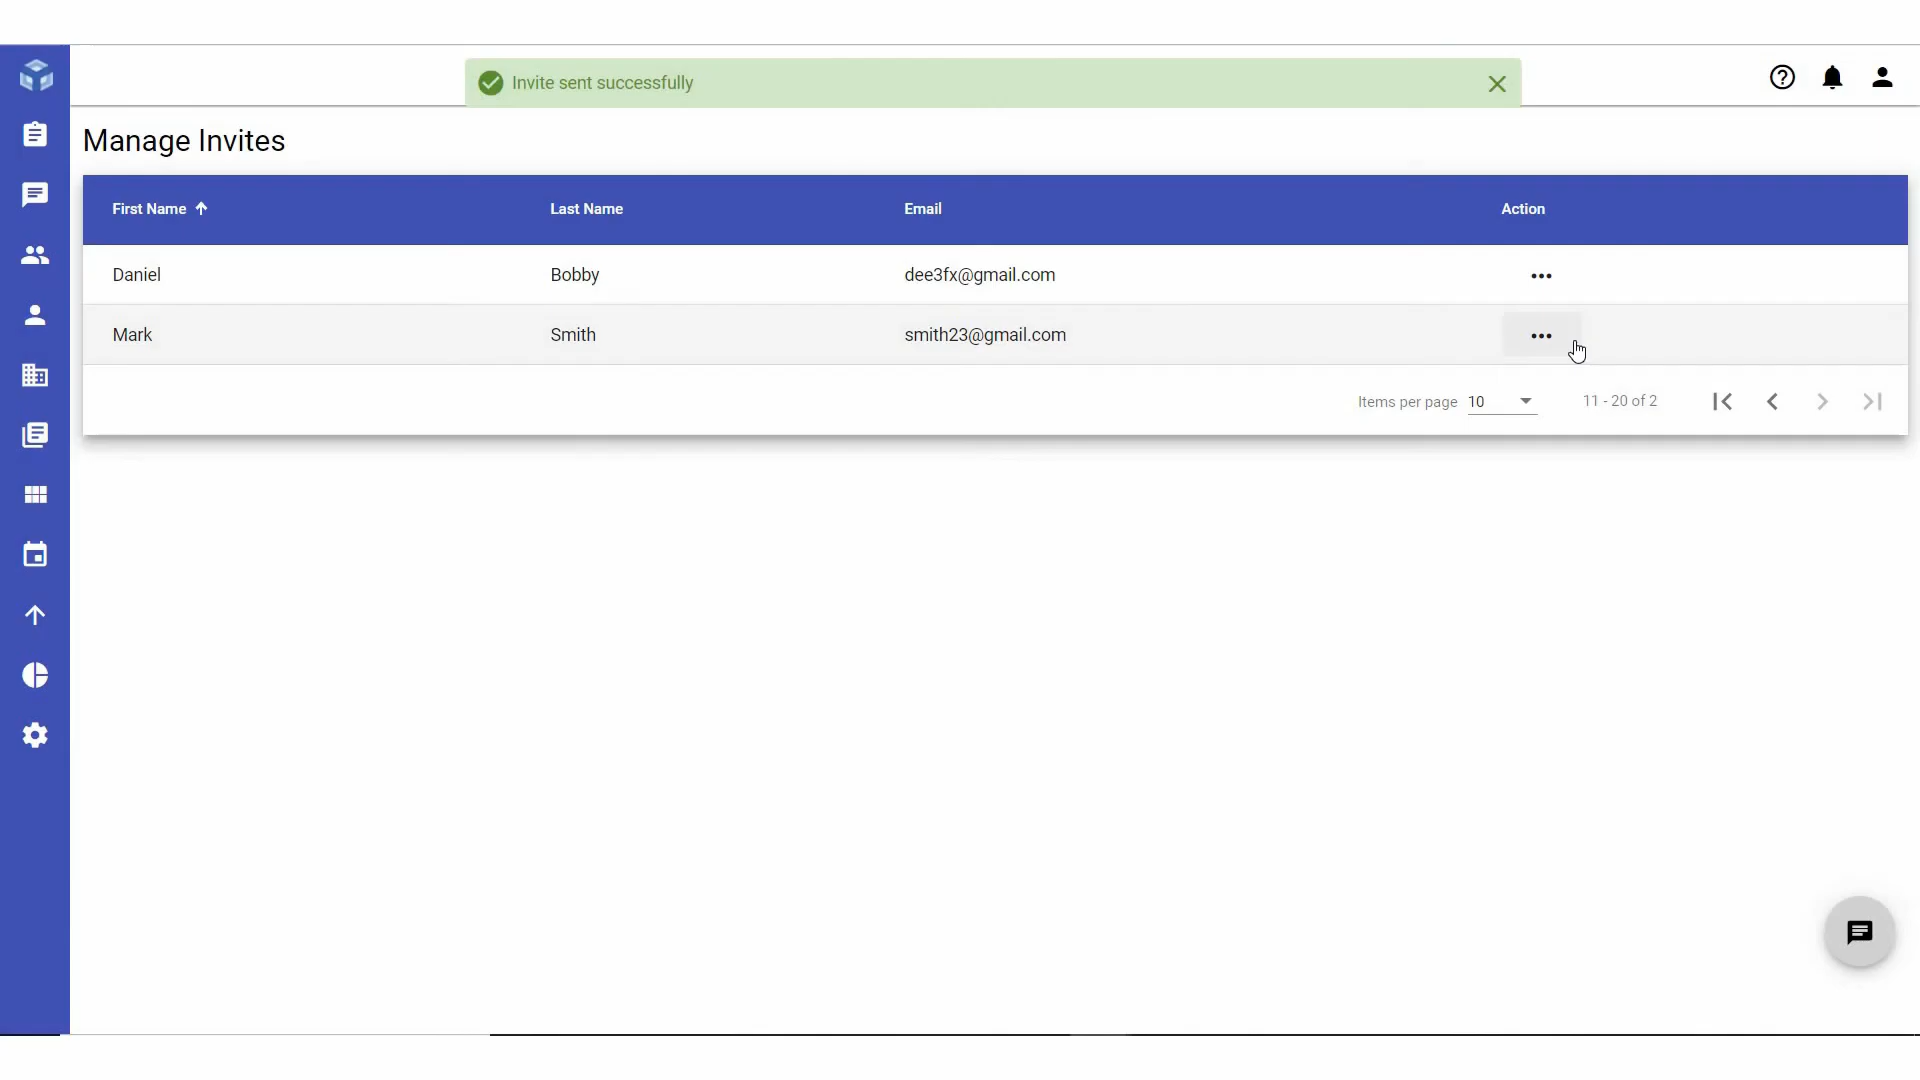 Invite sent successfully
Manage Invites
First Name Last Name Email Action
Daniel Bobby dee3fx@gmail.com
Mark Smith smith23@gmail.com
Items per page 10 11 - 20 of 2